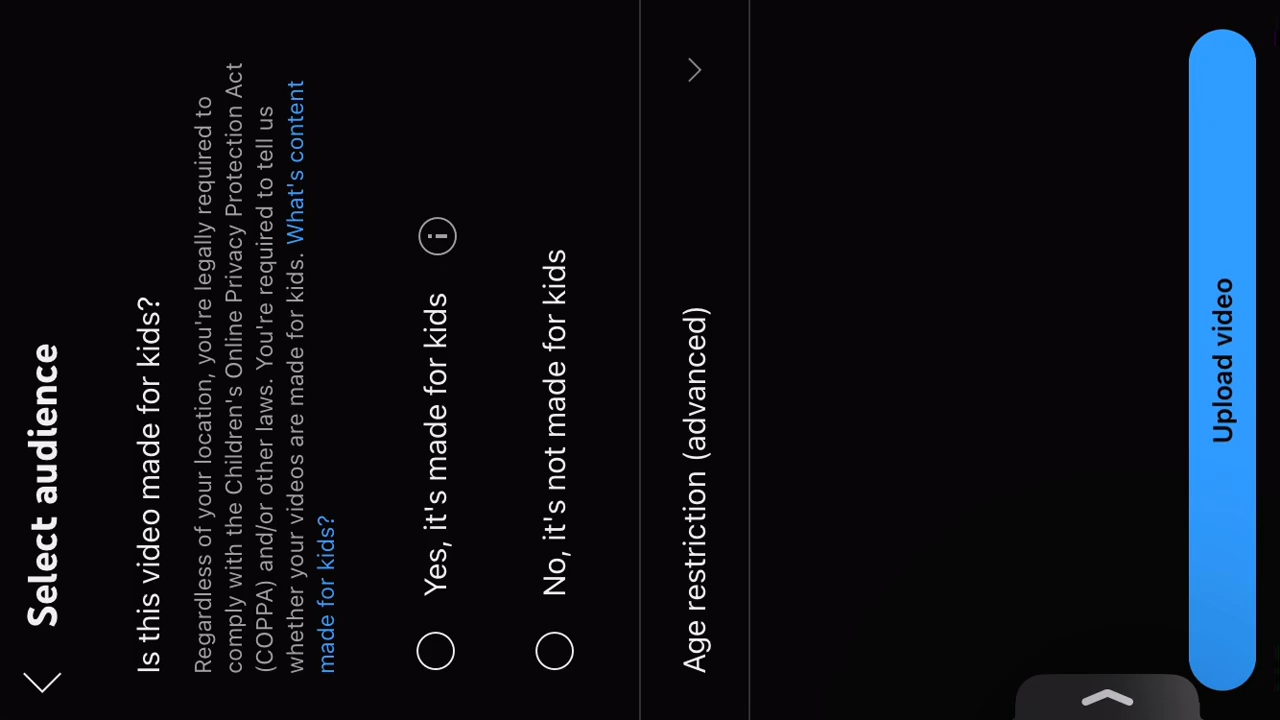 Select audience
Is this video made for kids?
Regardless of your location, you're legally required to
comply with the Children's Online Privacy Protection Act
(COPPA) and/or other laws. You're required to tell us
whether your videos are made for kids. What's content
made for kids?
Yes, it's made for kids
No, it's not made for kids
Age restriction (advanced)
Upload video